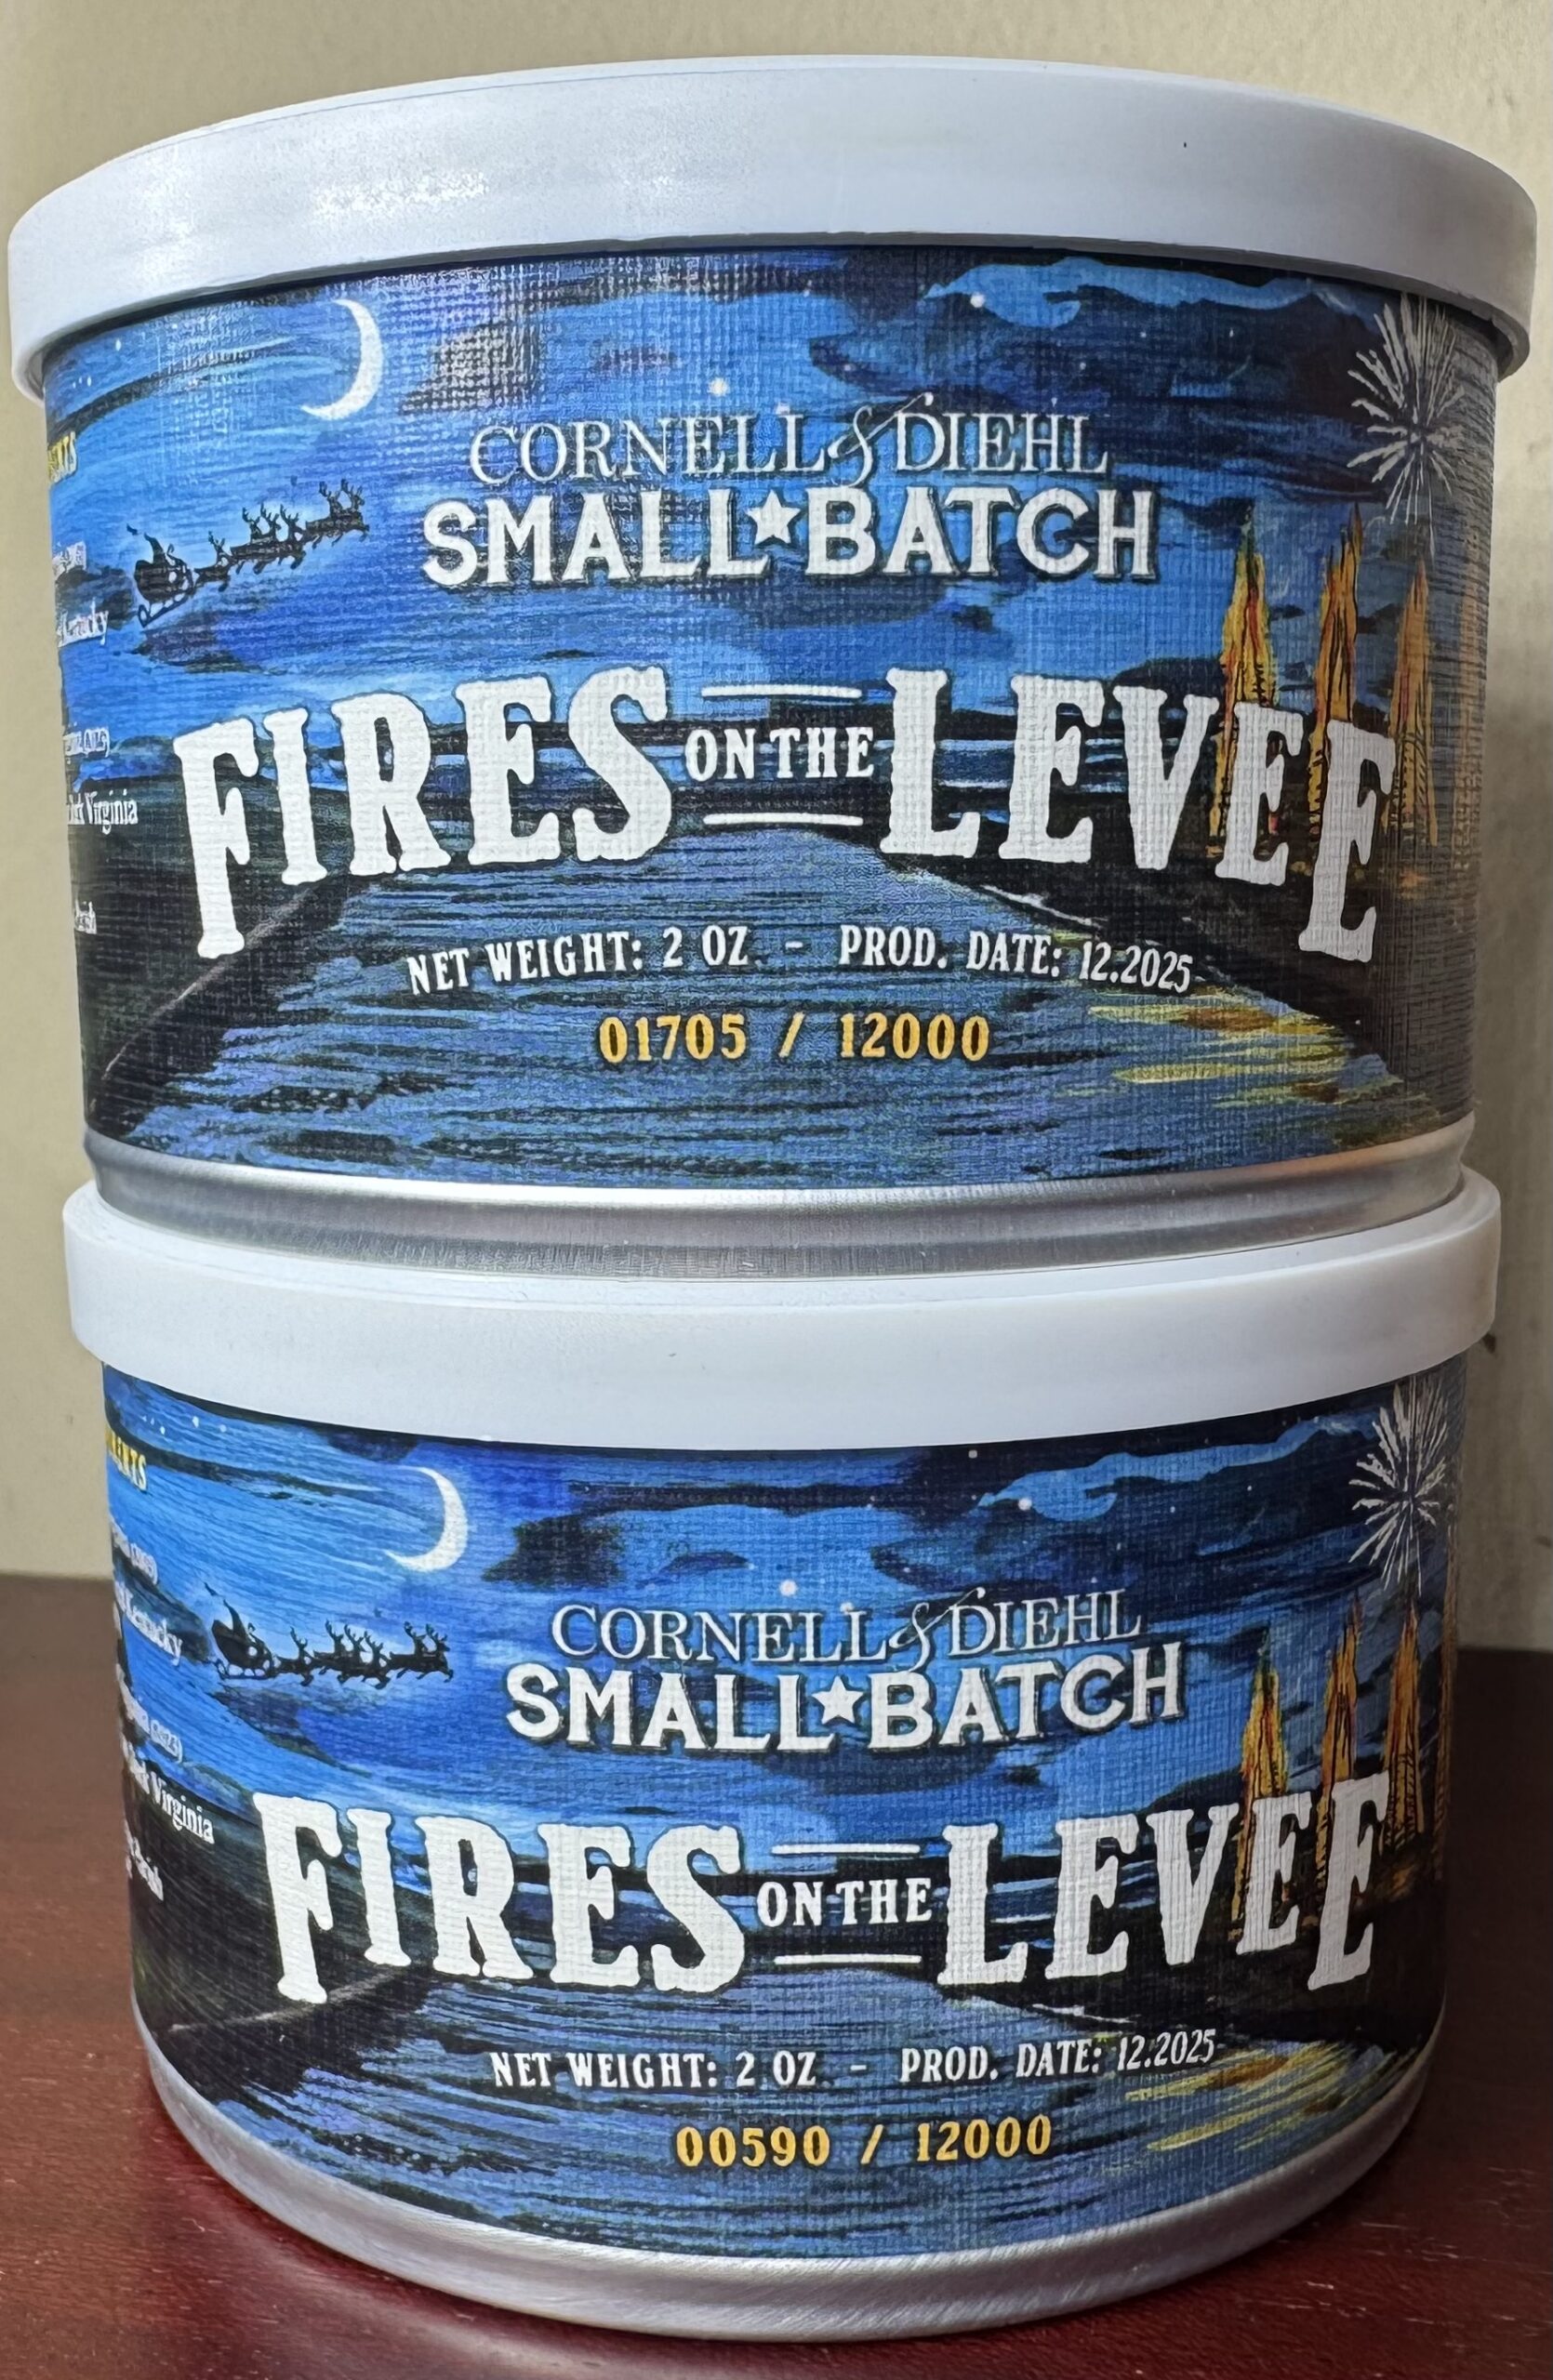 CORNELL & DIEHL
SMALL★BATCH
FIRES ON THE LEVEE
NET WEIGHT: 2 OZ - PROD. DATE: 12.2025
01705 / 12000
Kentucky
Dark Virginia
CORNELL & DIEHL
SMALL★BATCH
FIRES ON THE LEVEE
NET WEIGHT: 2 OZ - PROD. DATE: 12.2025
00590 / 12000
Kentucky
Dark Virginia